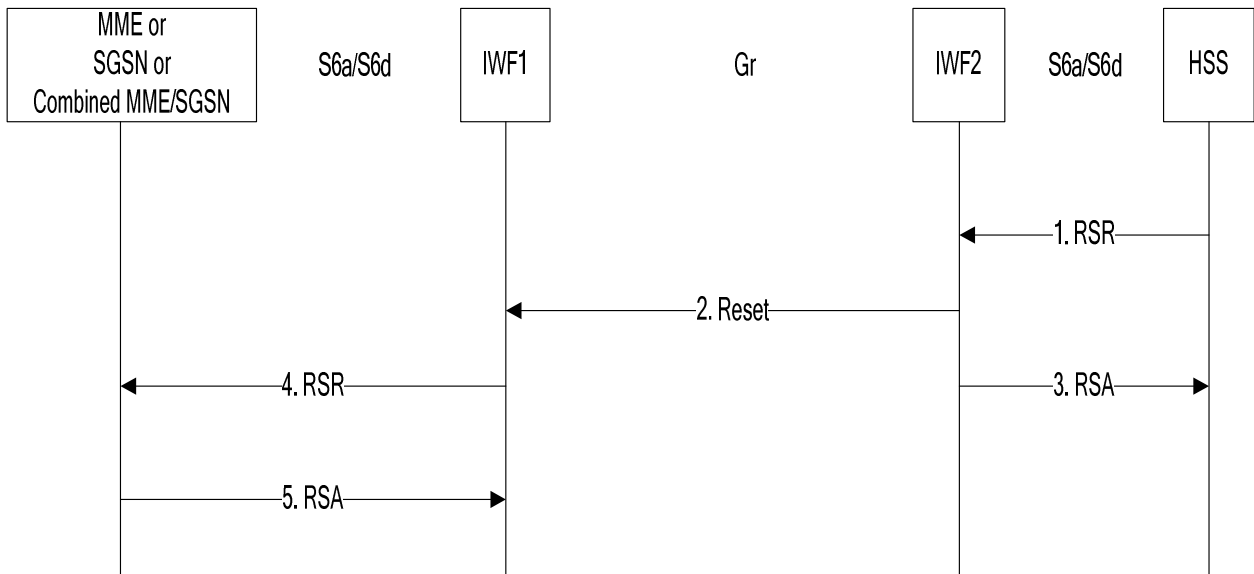 MME or
SGSN or
Combined MME/SGSN
S6a/S6d
IWF1
Gr
IWF2
S6a/S6d
HSS
1. RSR
2. Reset
4. RSR
3. RSA
5. RSA